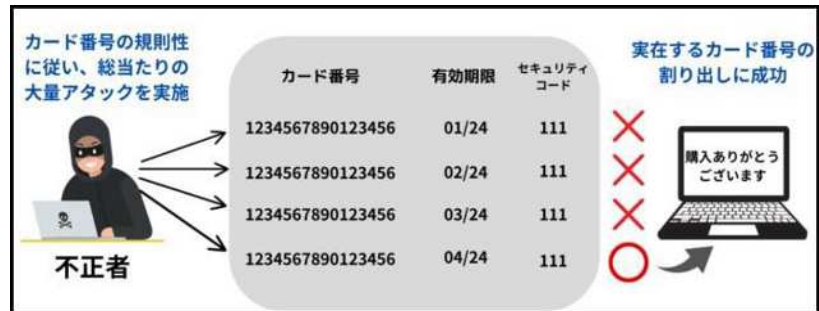 カード番号の規則性
に従い、総当たりの
大量アタックを実施
不正者
カード番号 有効期限 セキュリティ
コード
1234567890123456 01/24 111
1234567890123456 02/24 111
1234567890123456 03/24 111
1234567890123456 04/24 111
実在するカード番号の
割り出しに成功
購入ありがとう
ございます